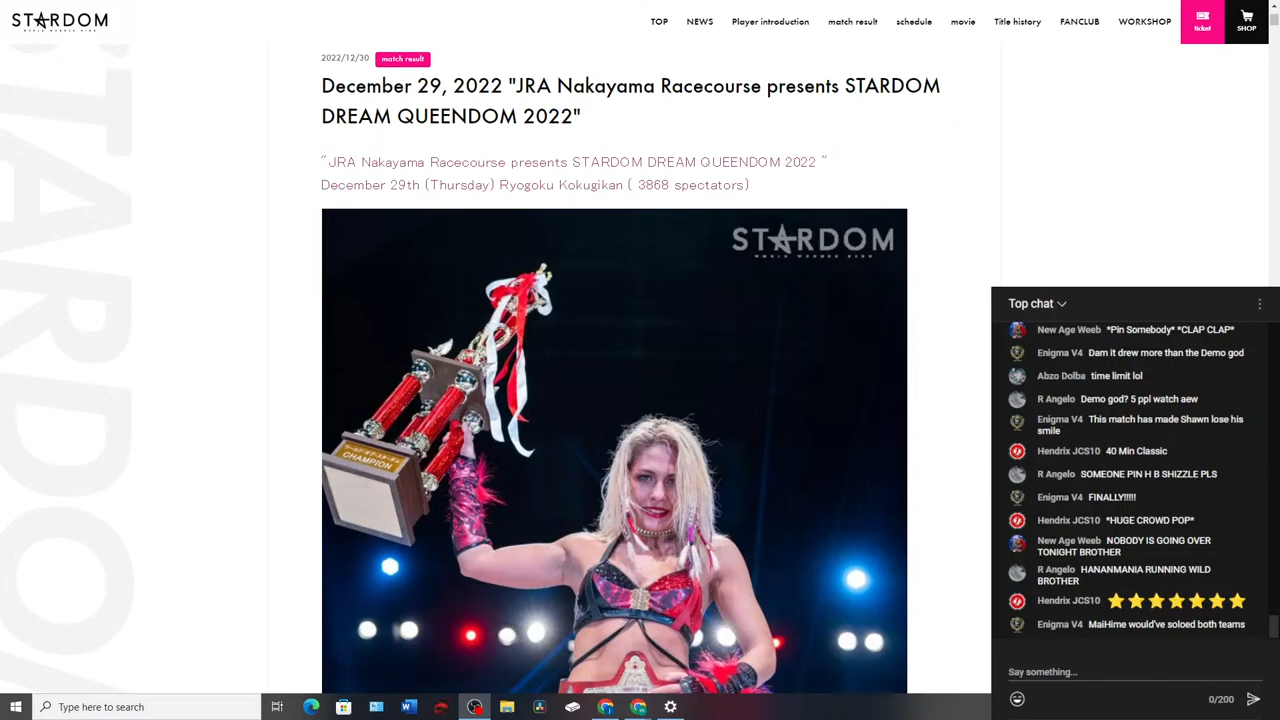 STARDOM
WORLD WONDER RING
TOP NEWS Player introduction match result schedule movie Title history FANCLUB WORKSHOP ticket SHOP
STARDOM
2022/12/30 match result
December 29, 2022 "JRA Nakayama Racecourse presents STARDOM
DREAM QUEENDOM 2022"
"JRA Nakayama Racecourse presents STARDOM DREAM QUEENDOM 2022 "
December 29th (Thursday) Ryogoku Kokugikan ( 3868 spectators)
STARDOM
WORLD WONDER RING
CHAMPION
Top chat
New Age Weeb *Pin Somebody* *CLAP CLAP*
Enigma V4 Dam it drew more than the Demo god
Abzo Dolba time limit lol
R Angelo Demo god? 5 ppl watch aew
Enigma V4 This match has made Shawn lose his
smile
Hendrix JCS10 40 Min Classic
R Angelo SOMEONE PIN H B SHIZZLE PLS
Enigma V4 FINALLY!!!!!
Hendrix JCS10 *HUGE CROWD POP*
New Age Weeb NOBODY IS GOING OVER
TONIGHT BROTHER
R Angelo HANANMANIA RUNNING WILD
BROTHER
Hendrix JCS10 ⭐⭐⭐⭐⭐⭐⭐
Enigma V4 MaiHime would've soloed both teams
Say something...
0/200
Type here to search